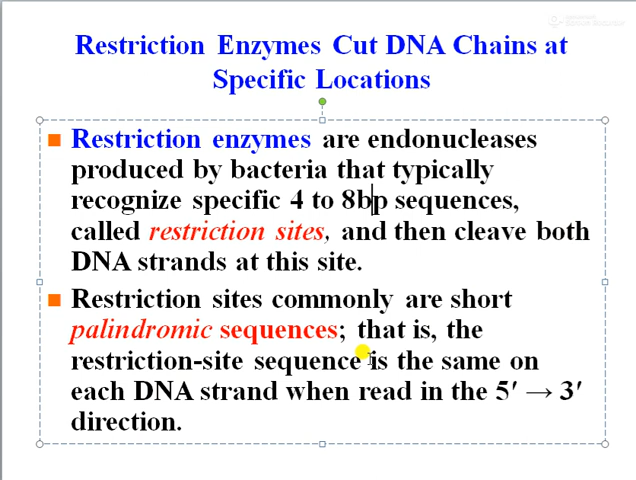 Restriction Enzymes Cut DNA Chains at
Specific Locations
Restriction enzymes are endonucleases
produced by bacteria that typically
recognize specific 4 to 8bp sequences,
called restriction sites, and then cleave both
DNA strands at this site.
Restriction sites commonly are short
palindromic sequences; that is, the
restriction-site sequence is the same on
each DNA strand when read in the 5′ → 3′
direction.